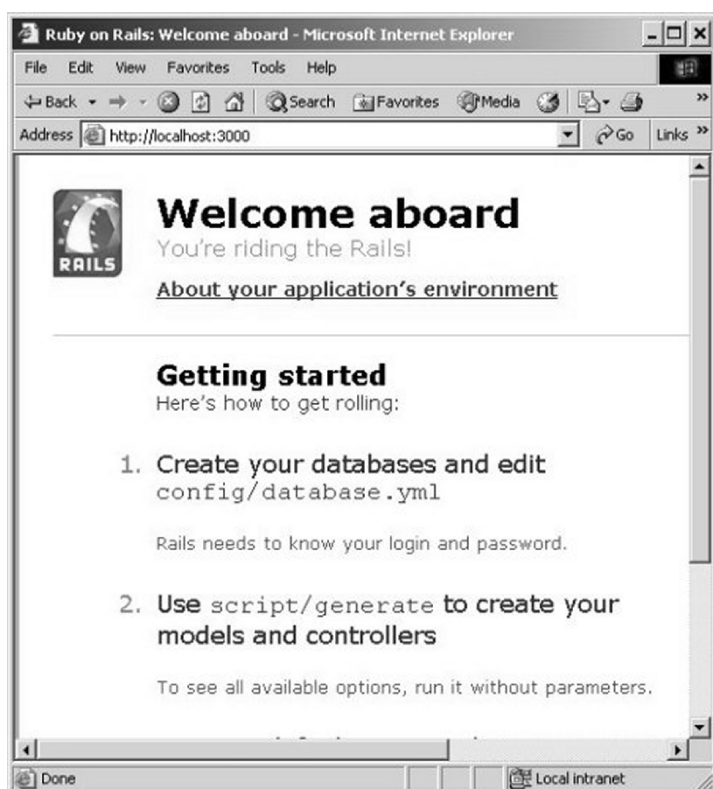 Ruby on Rails: Welcome aboard - Microsoft Internet Explorer
File Edit View Favorites Tools Help
Back Search Favorites Media »
Address http://localhost:3000 Go Links »
RAILS
Welcome aboard
You're riding the Rails!
About your application's environment
Getting started
Here's how to get rolling:
1. Create your databases and edit
config/database.yml
Rails needs to know your login and password.
2. Use script/generate to create your
models and controllers
To see all available options, run it without parameters.
Done Local intranet